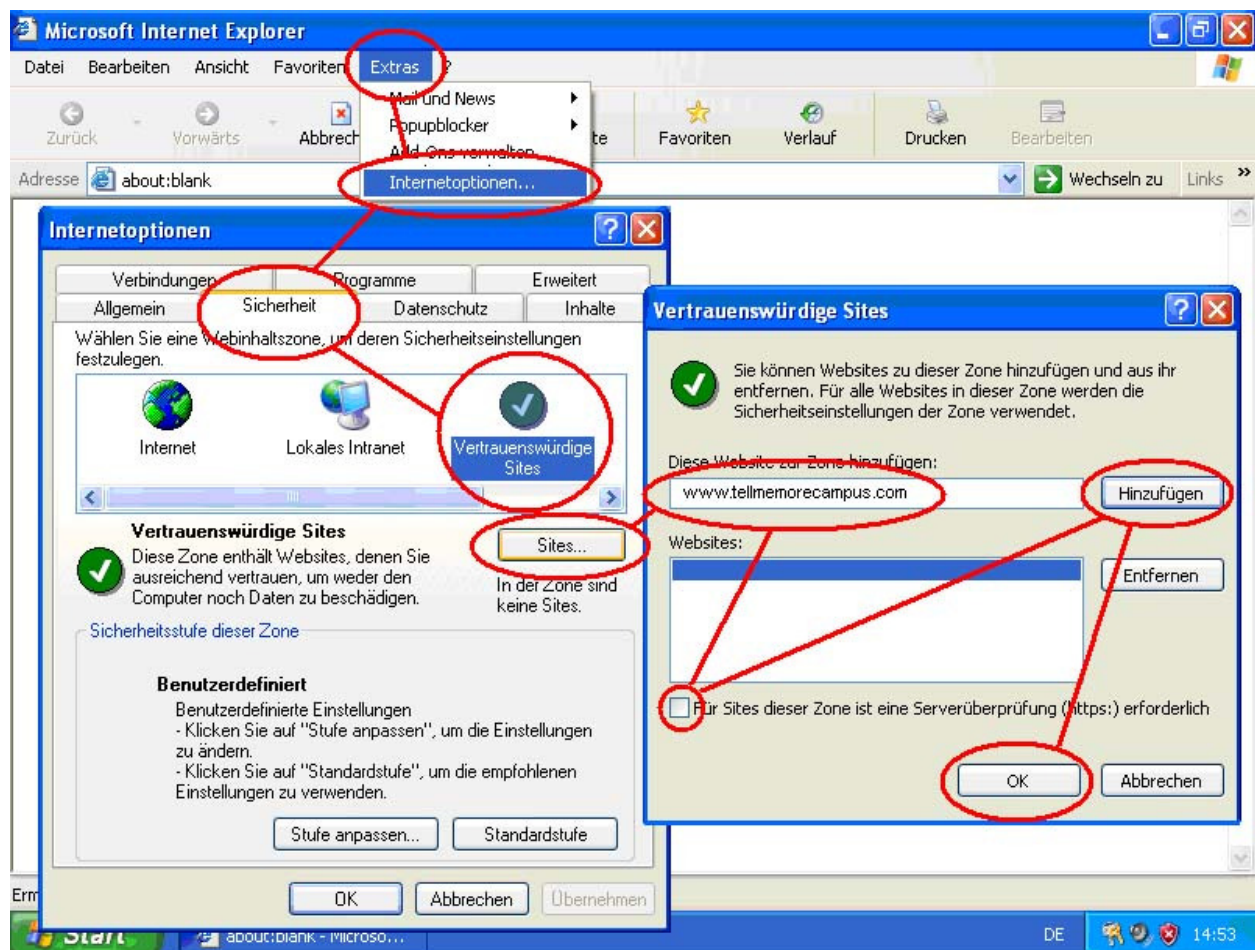 Microsoft Internet Explorer
Datei Bearbeiten Ansicht Favoriten Extras ?
Mail und News
Popupblocker
Add-Ons verwalten...
Internetoptionen...
Zurück Vorwärts Favoriten Verlauf Drucken Bearbeiten
Adresse about:blank Wechseln zu Links »
Internetoptionen
Verbindungen Programme Erweitert
Allgemein Sicherheit Datenschutz Inhalte
Wählen Sie eine Webinhaltszone, um deren Sicherheitseinstellungen
festzulegen.
Internet Lokales Intranet Vertrauenswürdige
Sites
Vertrauenswürdige Sites
Diese Zone enthält Websites, denen Sie
ausreichend vertrauen, um weder den
Computer noch Daten zu beschädigen.
Sites...
In der Zone sind
keine Sites.
Sicherheitsstufe dieser Zone
Benutzerdefiniert
Benutzerdefinierte Einstellungen
- Klicken Sie auf "Stufe anpassen", um die Einstellungen
zu ändern.
- Klicken Sie auf "Standardstufe", um die empfohlenen
Einstellungen zu verwenden.
Stufe anpassen... Standardstufe
OK Abbrechen Übernehmen
Vertrauenswürdige Sites
Sie können Websites zu dieser Zone hinzufügen und aus ihr
entfernen. Für alle Websites in dieser Zone werden die
Sicherheitseinstellungen der Zone verwendet.
Diese Website zur Zone hinzufügen:
www.tellmemorecampus.com Hinzufügen
Websites:
Entfernen
Für Sites dieser Zone ist eine Serverüberprüfung (https:) erforderlich
OK Abbrechen
Start about:blank - Microso... DE 14:53